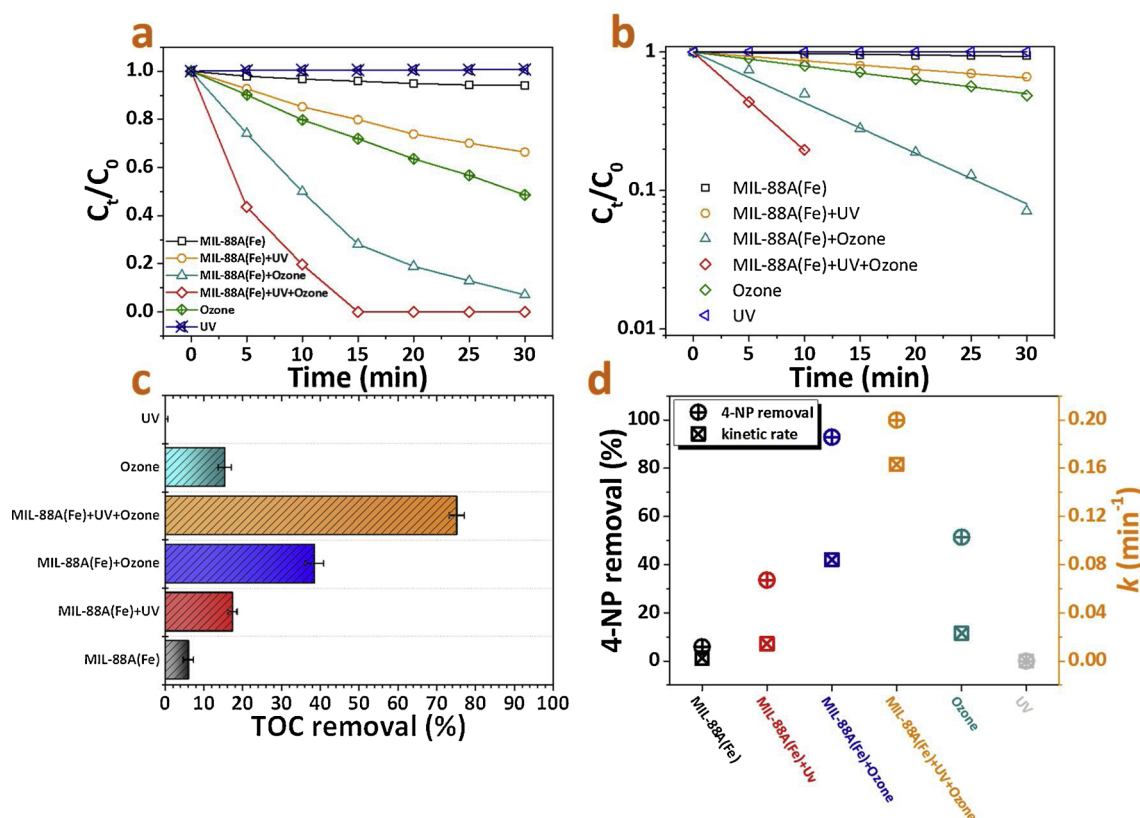 a
C_t/C_0
1.0
0.8
0.6
0.4
0.2
0.0
MIL-88A(Fe)
MIL-88A(Fe)+UV
MIL-88A(Fe)+Ozone
MIL-88A(Fe)+UV+Ozone
Ozone
UV
0 5 10 15 20 25 30
Time (min)
b
C_t/C_0
1
0.1
0.01
MIL-88A(Fe)
MIL-88A(Fe)+UV
MIL-88A(Fe)+Ozone
MIL-88A(Fe)+UV+Ozone
Ozone
UV
0 5 10 15 20 25 30
Time (min)
c
UV
Ozone
MIL-88A(Fe)+UV+Ozone
MIL-88A(Fe)+Ozone
MIL-88A(Fe)+UV
MIL-88A(Fe)
0 10 20 30 40 50 60 70 80 90 100
TOC removal (%)
d
4-NP removal (%)
100
80
60
40
20
0
4-NP removal
kinetic rate
0.20
0.16
0.12
0.08
0.04
0.00
k (min⁻¹)
MIL-88A(Fe)
MIL-88A(Fe)+Uv
MIL-88A(Fe)+Ozone
MIL-88A(Fe)+UV+Ozone
Ozone
UV